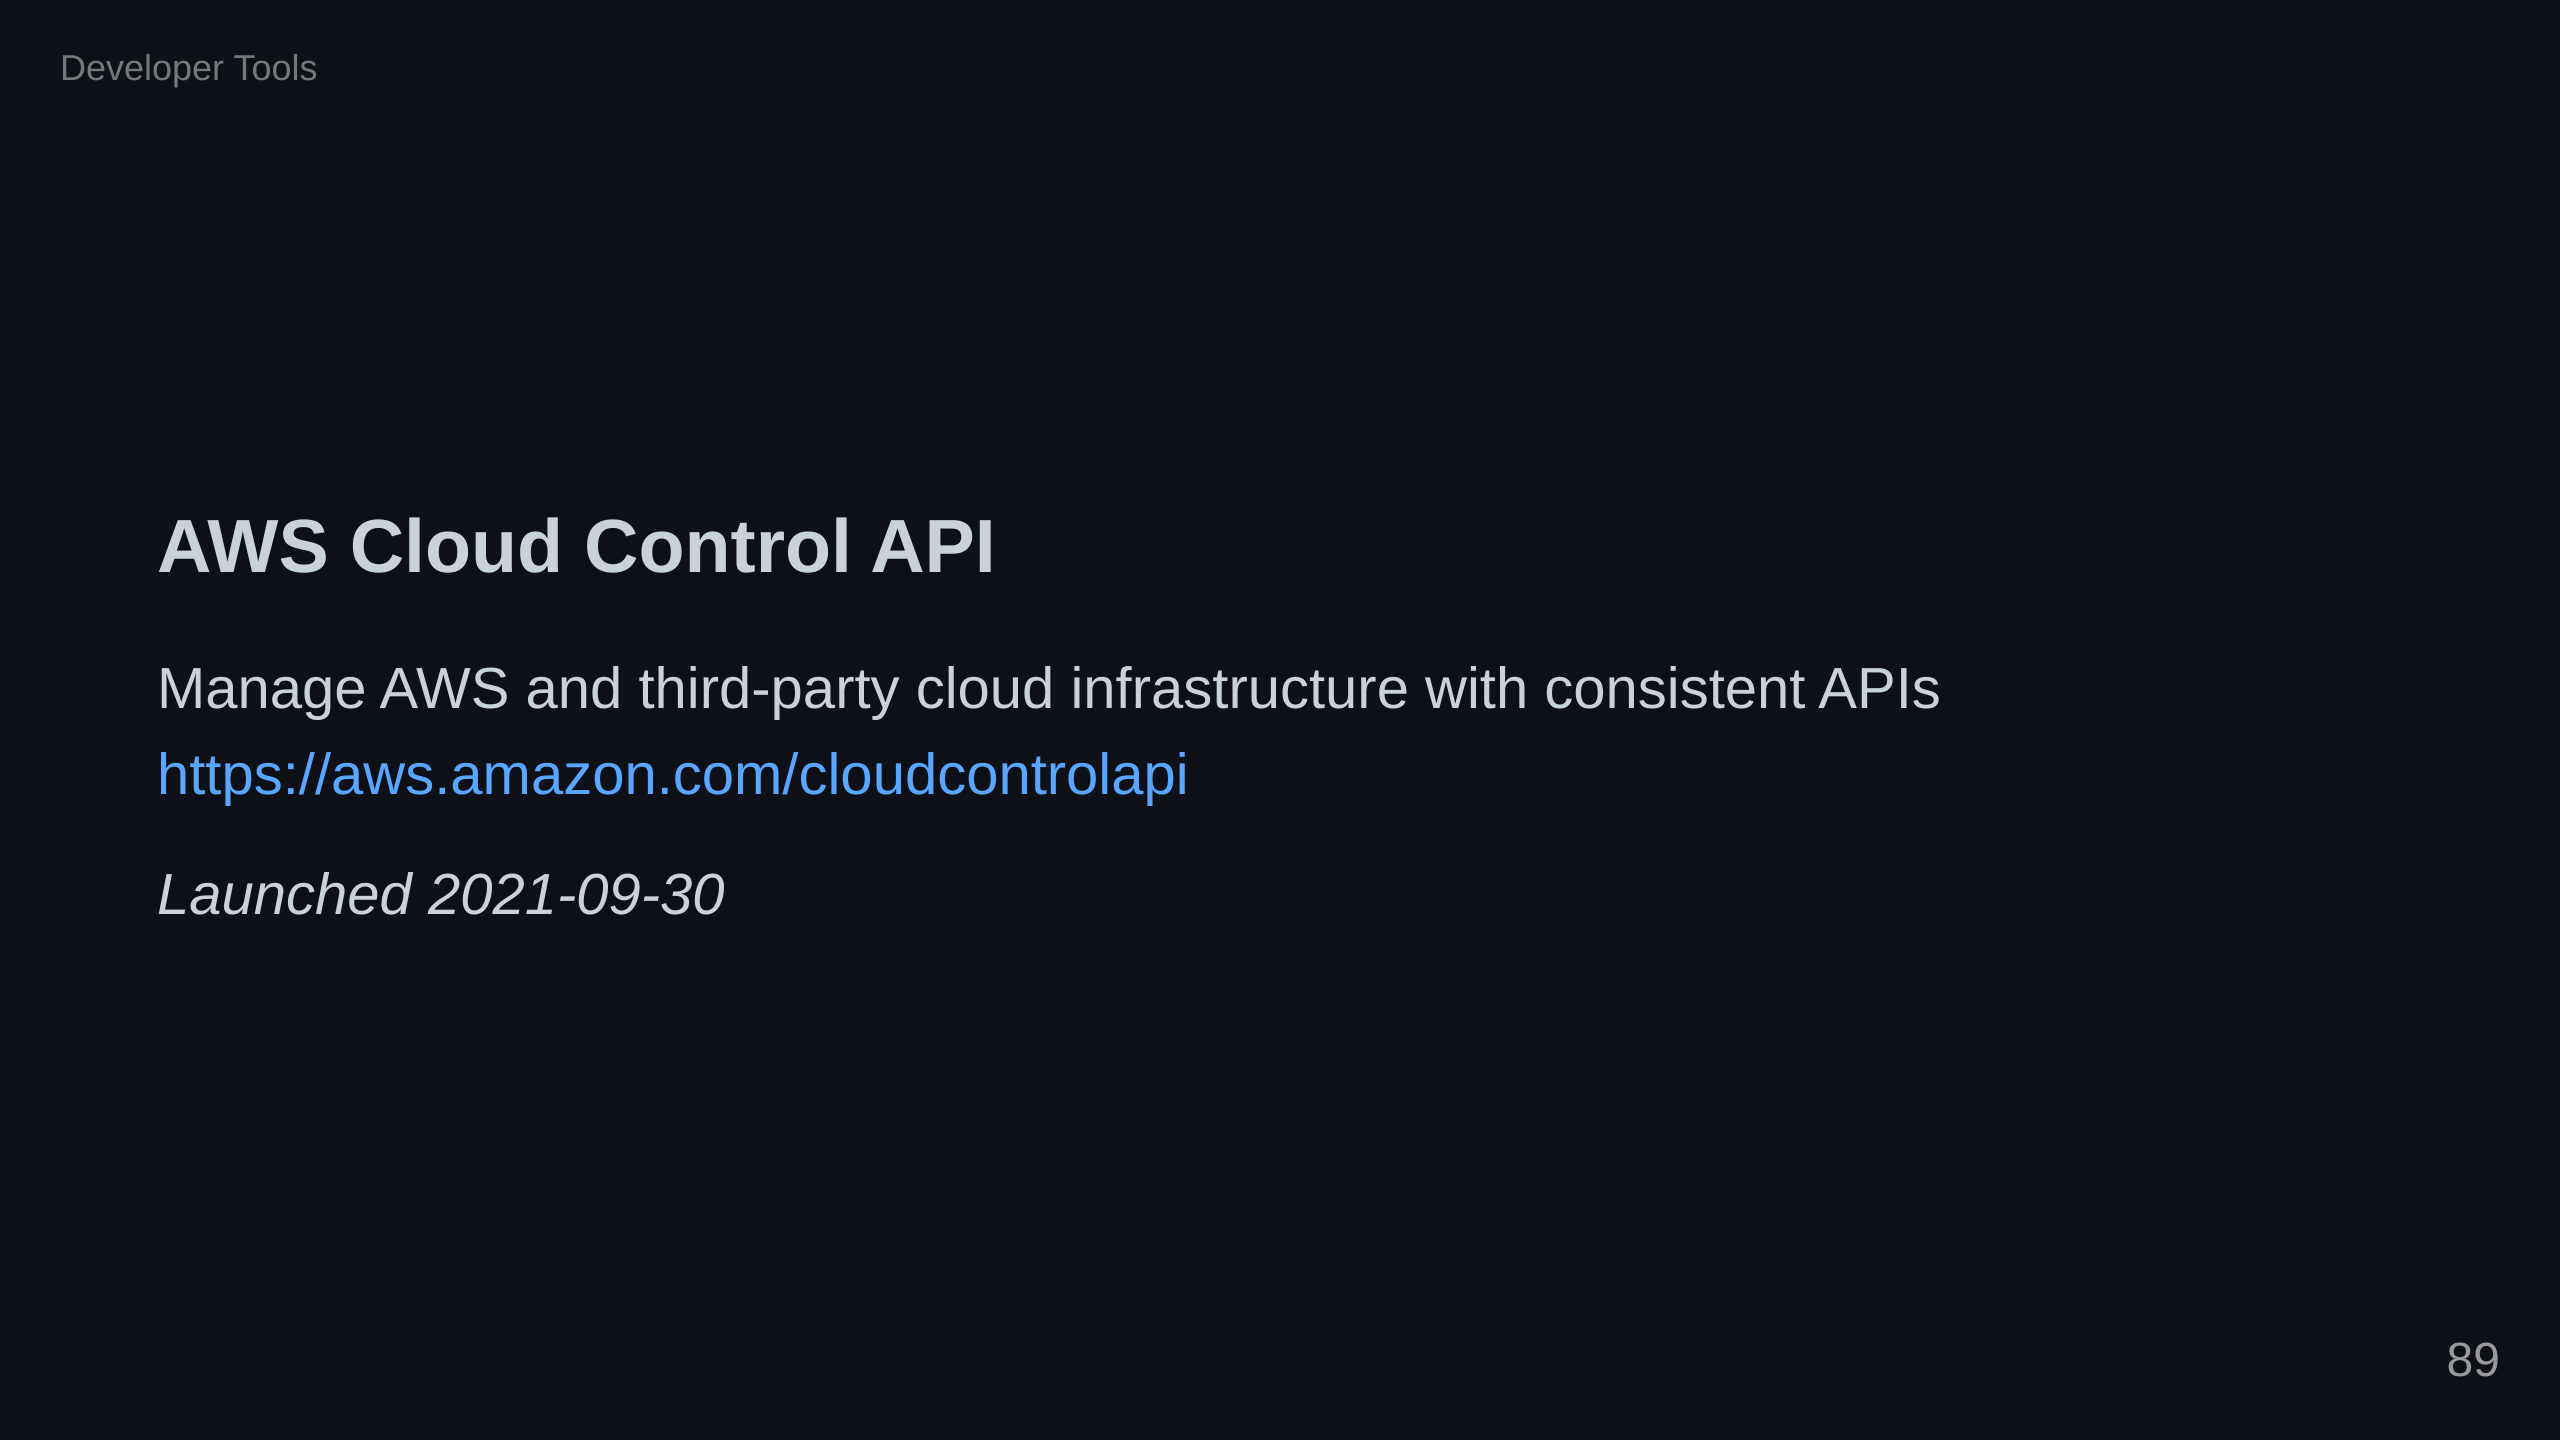 Developer Tools
AWS Cloud Control API
Manage AWS and third-party cloud infrastructure with consistent APIs
https://aws.amazon.com/cloudcontrolapi
Launched 2021-09-30
89